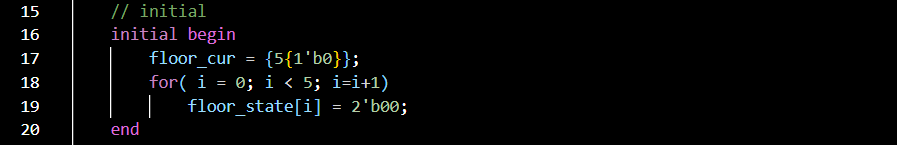 15 // initial
16 initial begin
17 floor_cur = {5{1'b0}};
18 for( i = 0; i < 5; i=i+1)
19 floor_state[i] = 2'b00;
20 end